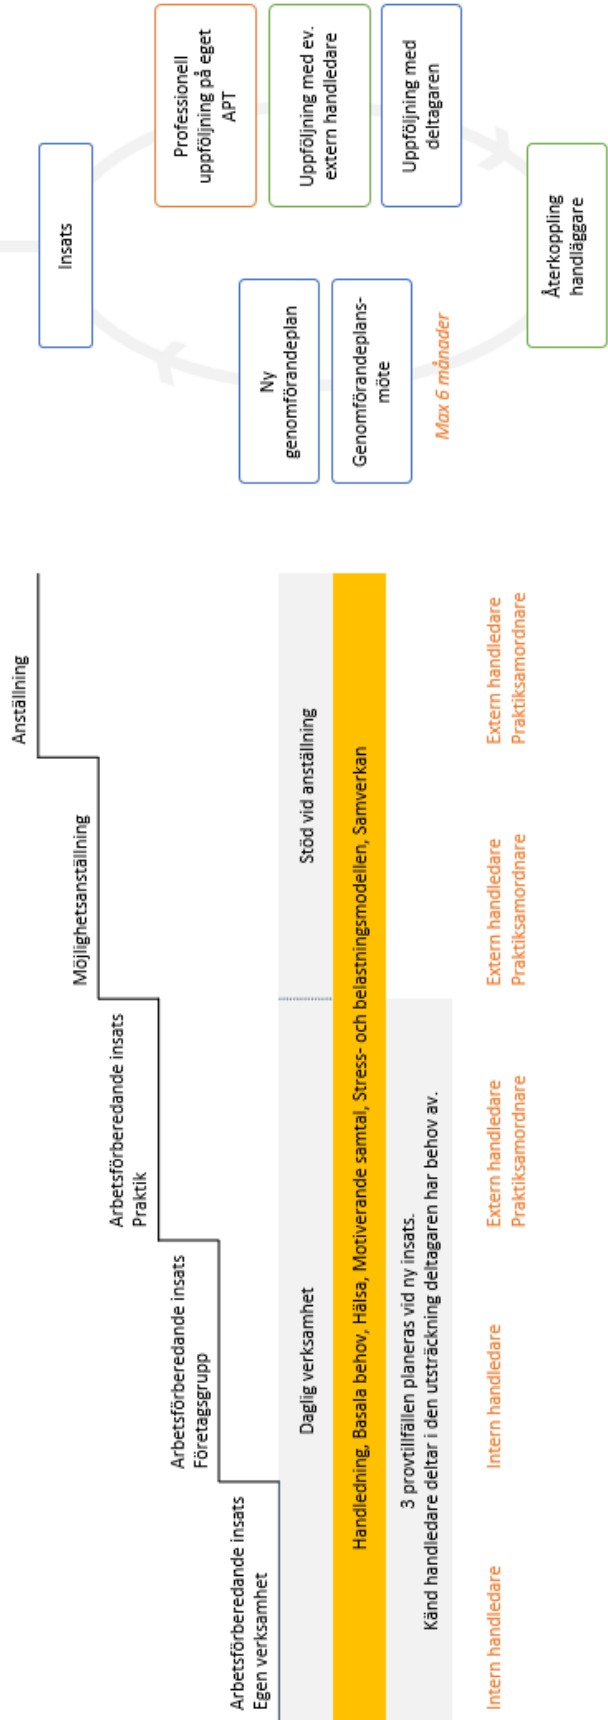 Arbetsförberedande insats
Egen verksamhet
Arbetsförberedande insats
Företagsgrupp
Arbetsförberedande insats
Praktik
Möjlighetsanställning
Anställning
Daglig verksamhet
Stöd vid anställning
Handledning, Basala behov, Hälsa, Motiverande samtal, Stress- och belastningsmodellen, Samverkan
3 provtillfällen planeras vid ny insats.
Känd handledare deltar i den utsträckning deltagaren har behov av.
Intern handledare
Intern handledare
Extern handledare
Praktiksamordnare
Extern handledare
Praktiksamordnare
Extern handledare
Praktiksamordnare
Insats
Professionell
uppföljning på eget
APT
Uppföljning med ev.
extern handledare
Uppföljning med
deltagaren
Återkoppling
handläggare
Genomförandeplans-
möte
Max 6 månader
Ny
genomförandeplan